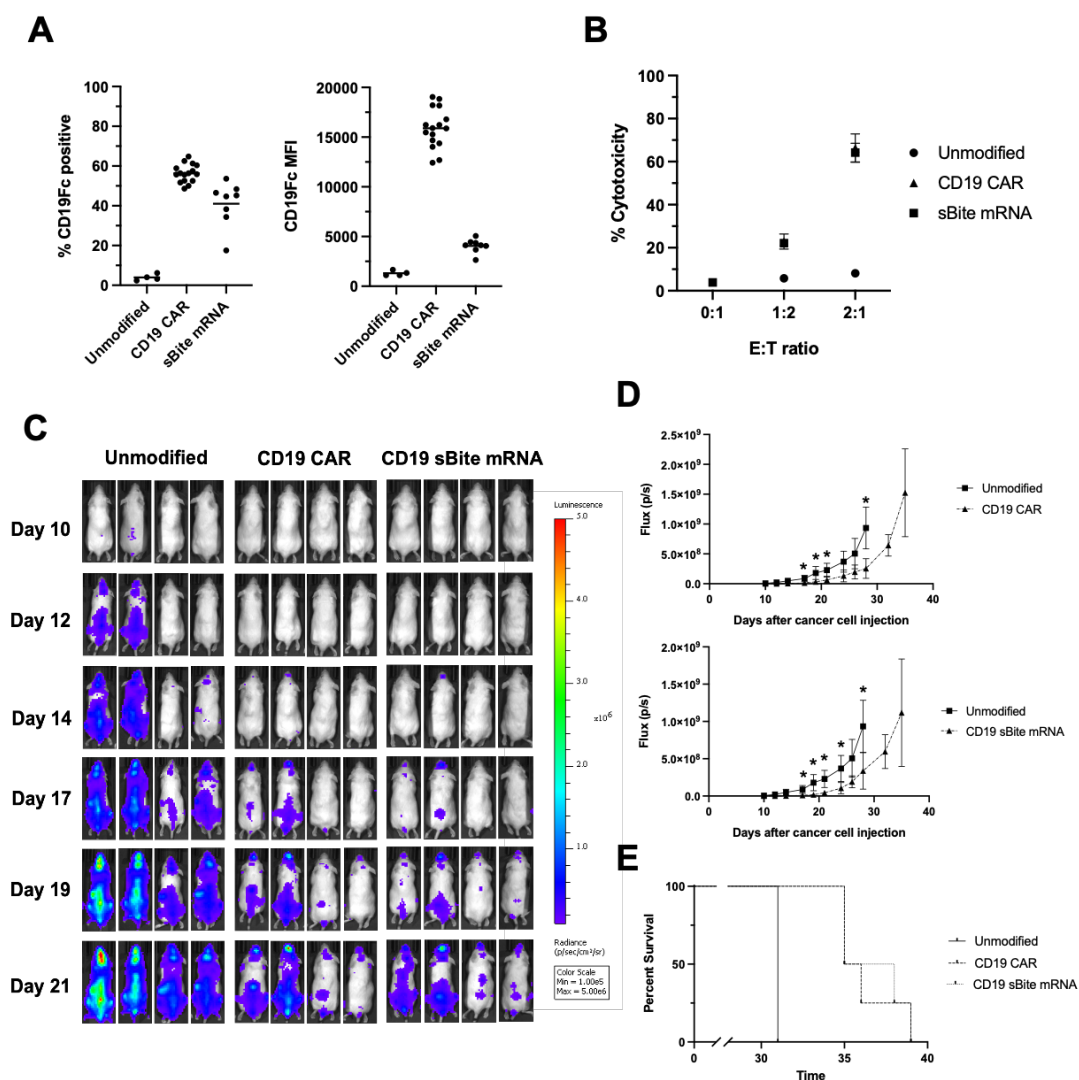 A
% CD19Fc positive
100
80
60
40
20
0
Unmodified
CD19 CAR
sBite mRNA
CD19Fc MFI
20000
15000
10000
5000
0
Unmodified
CD19 CAR
sBite mRNA
B
% Cytotoxicity
100
80
60
40
20
0
0:1
1:2
2:1
E:T ratio
Unmodified
CD19 CAR
sBite mRNA
C
Unmodified
CD19 CAR
CD19 sBite mRNA
Day 10
Day 12
Day 14
Day 17
Day 19
Day 21
Luminescence
5.0
4.0
3.0
2.0
×10⁶
1.0
Radiance
(p/sec/cm²/sr)
Color Scale
Min = 1.00e5
Max = 5.00e6
D
Flux (p/s)
2.5×10⁹
2.0×10⁹
1.5×10⁹
1.0×10⁹
5.0×10⁸
0
* * * *
0
10
20
30
40
Days after cancer cell injection
Unmodified
CD19 CAR
Flux (p/s)
2.0×10⁹
1.5×10⁹
1.0×10⁹
5.0×10⁸
0
* * * * *
0
10
20
30
40
Days after cancer cell injection
Unmodified
CD19 sBite mRNA
E
Percent Survival
100
50
0
0
30
35
40
Time
Unmodified
CD19 CAR
CD19 sBite mRNA